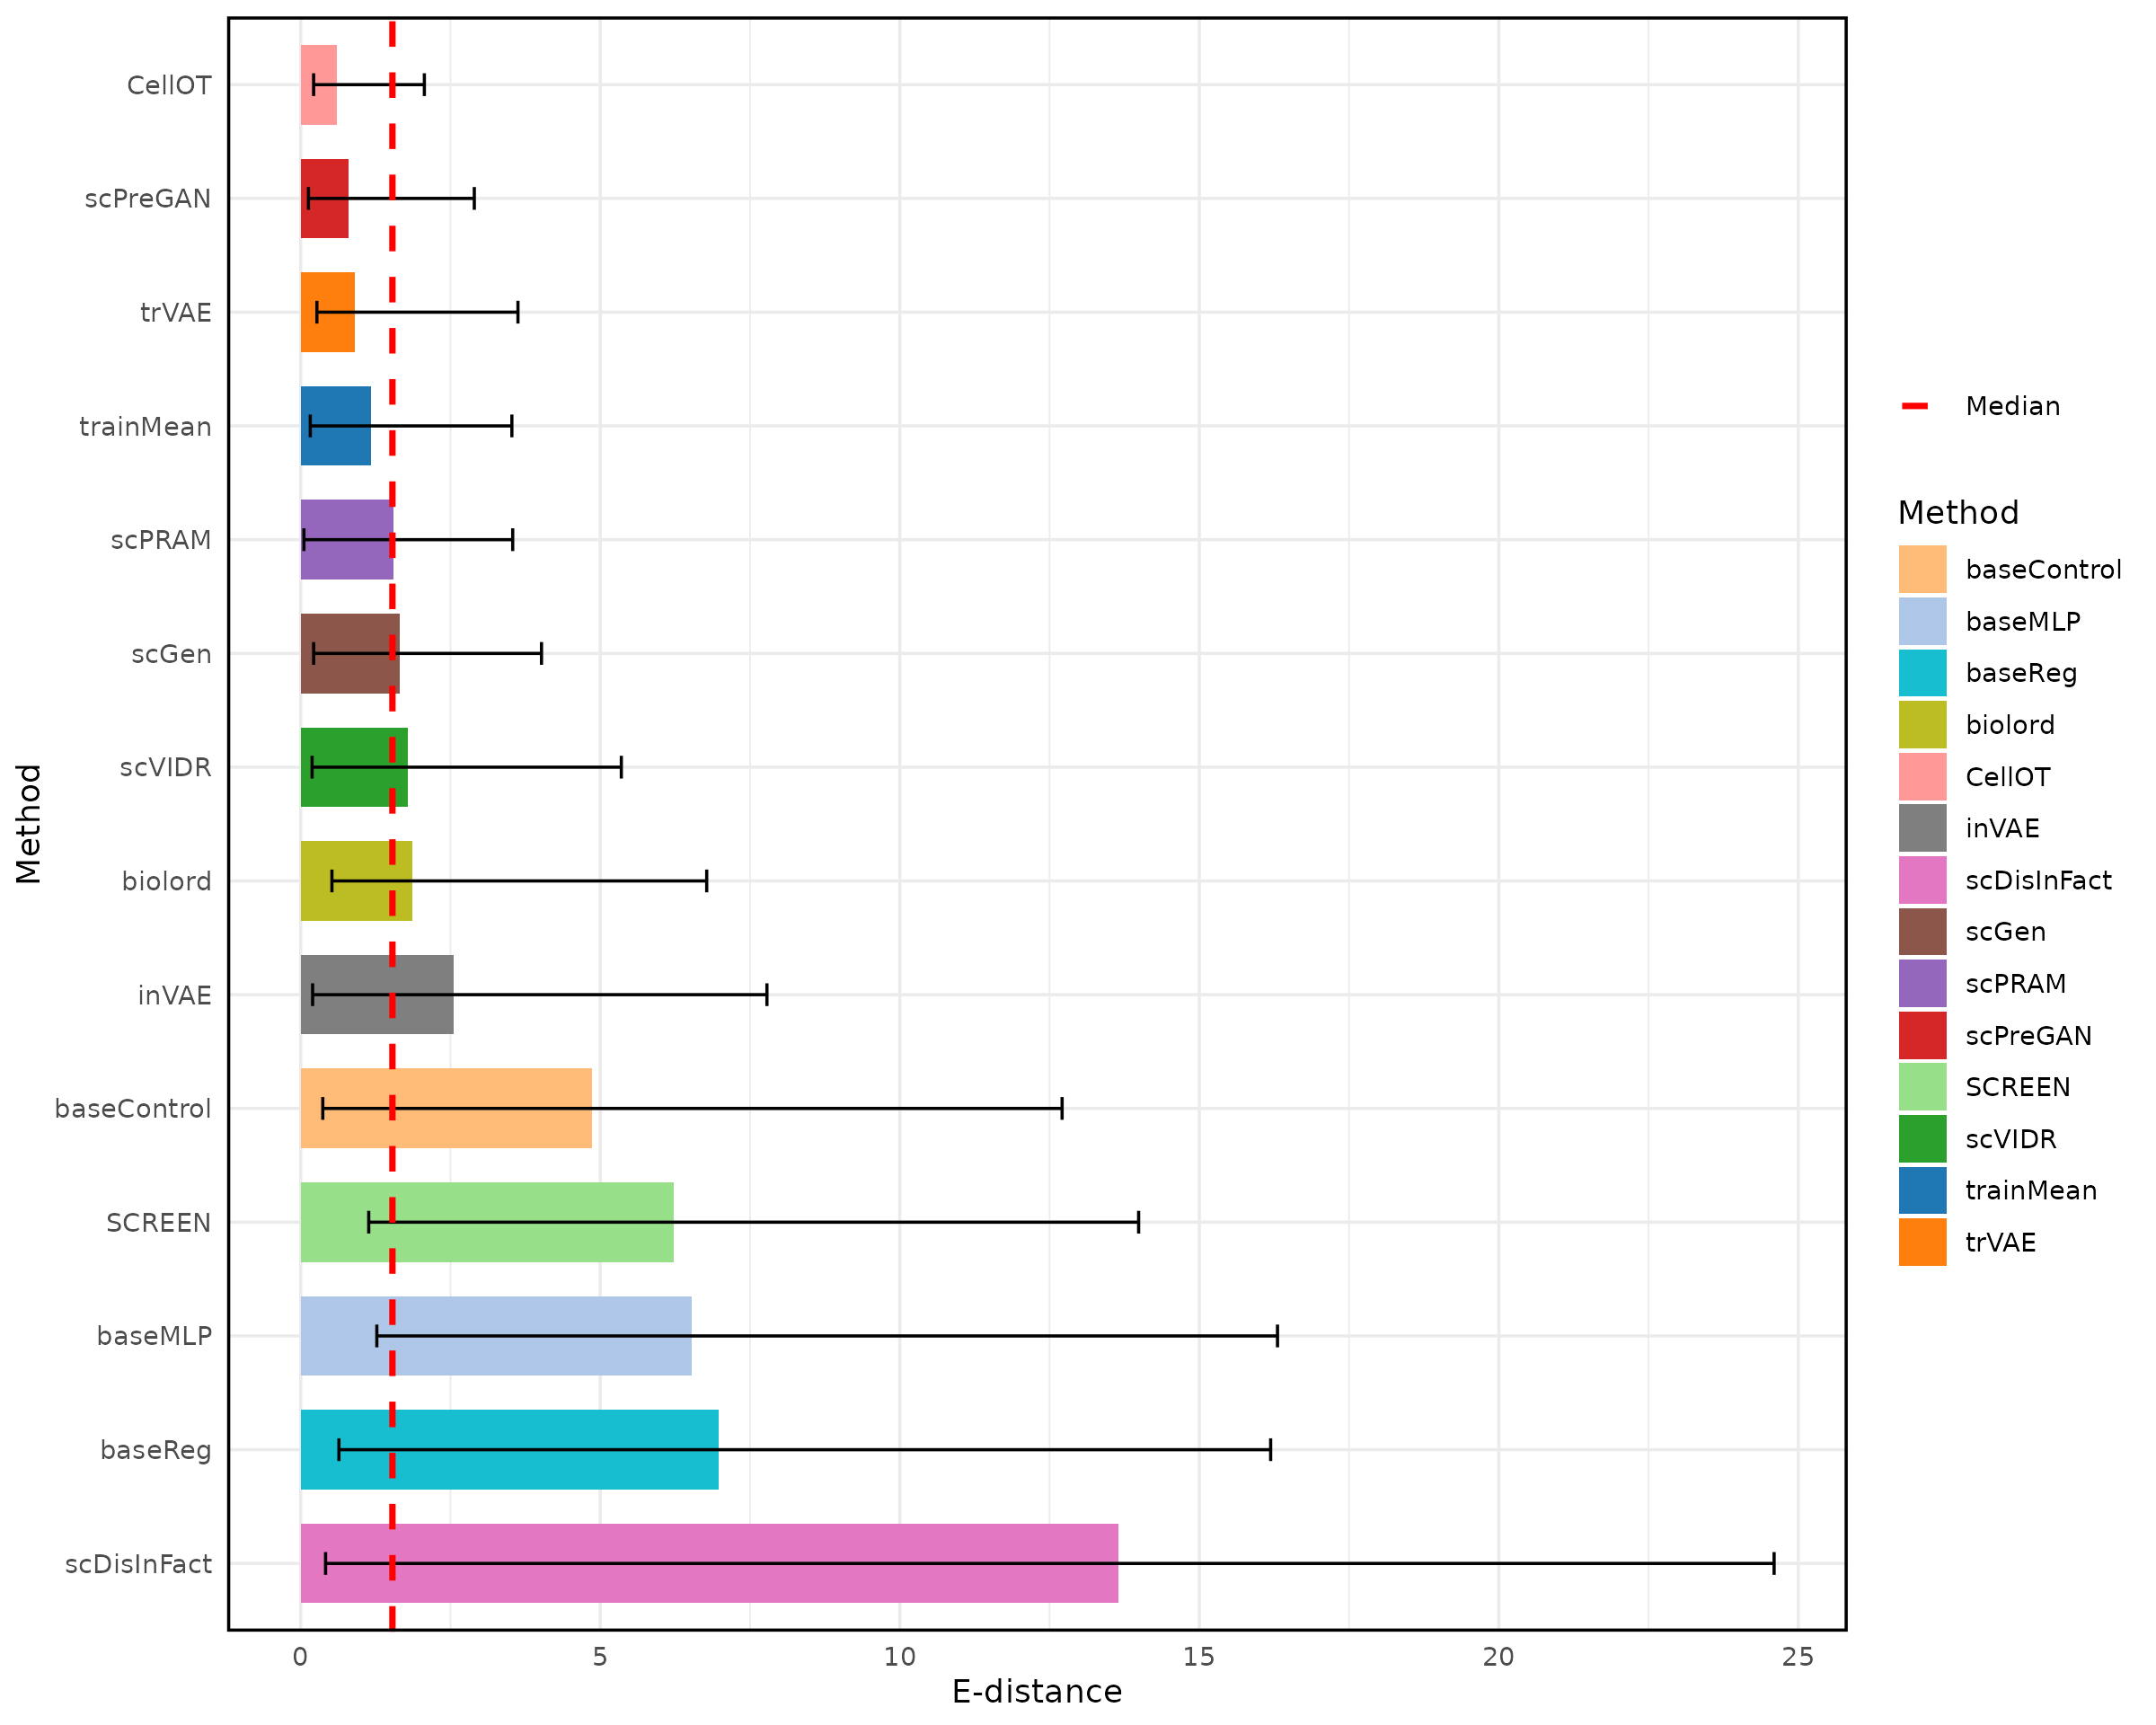 Method
CellOT
scPreGAN
trVAE
trainMean
scPRAM
scGen
scVIDR
biolord
inVAE
baseControl
SCREEN
baseMLP
baseReg
scDisInFact
0 5 10 15 20 25
E-distance
Median
Method
baseControl
baseMLP
baseReg
biolord
CellOT
inVAE
scDisInFact
scGen
scPRAM
scPreGAN
SCREEN
scVIDR
trainMean
trVAE